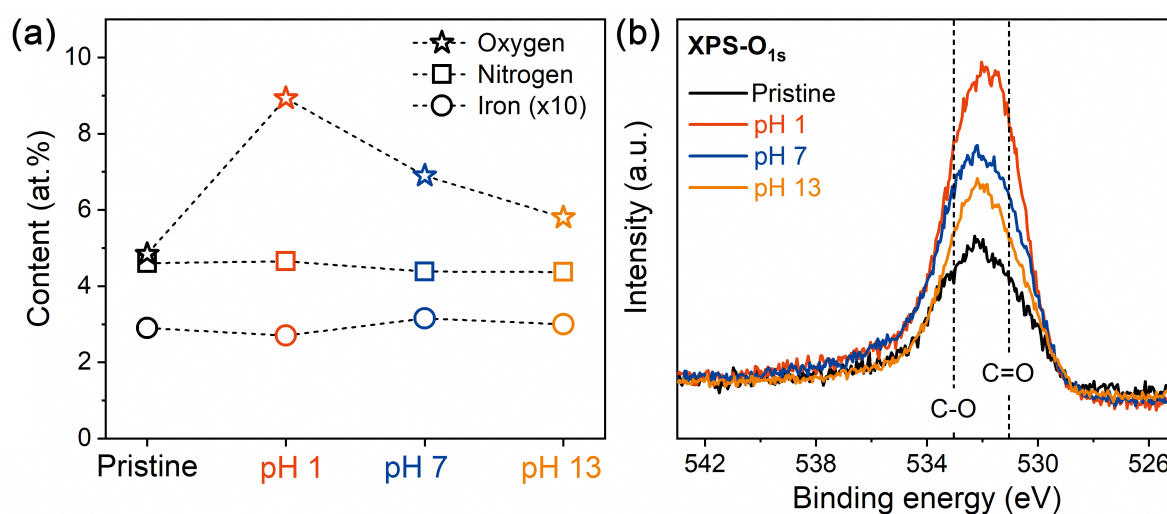 (a)
Content (at.%)
10
8
6
4
2
0
Oxygen
Nitrogen
Iron (x10)
Pristine
pH 1
pH 7
pH 13
(b)
XPS-O1s
Pristine
pH 1
pH 7
pH 13
Intensity (a.u.)
C=O
C-O
542
538
534
530
526
Binding energy (eV)